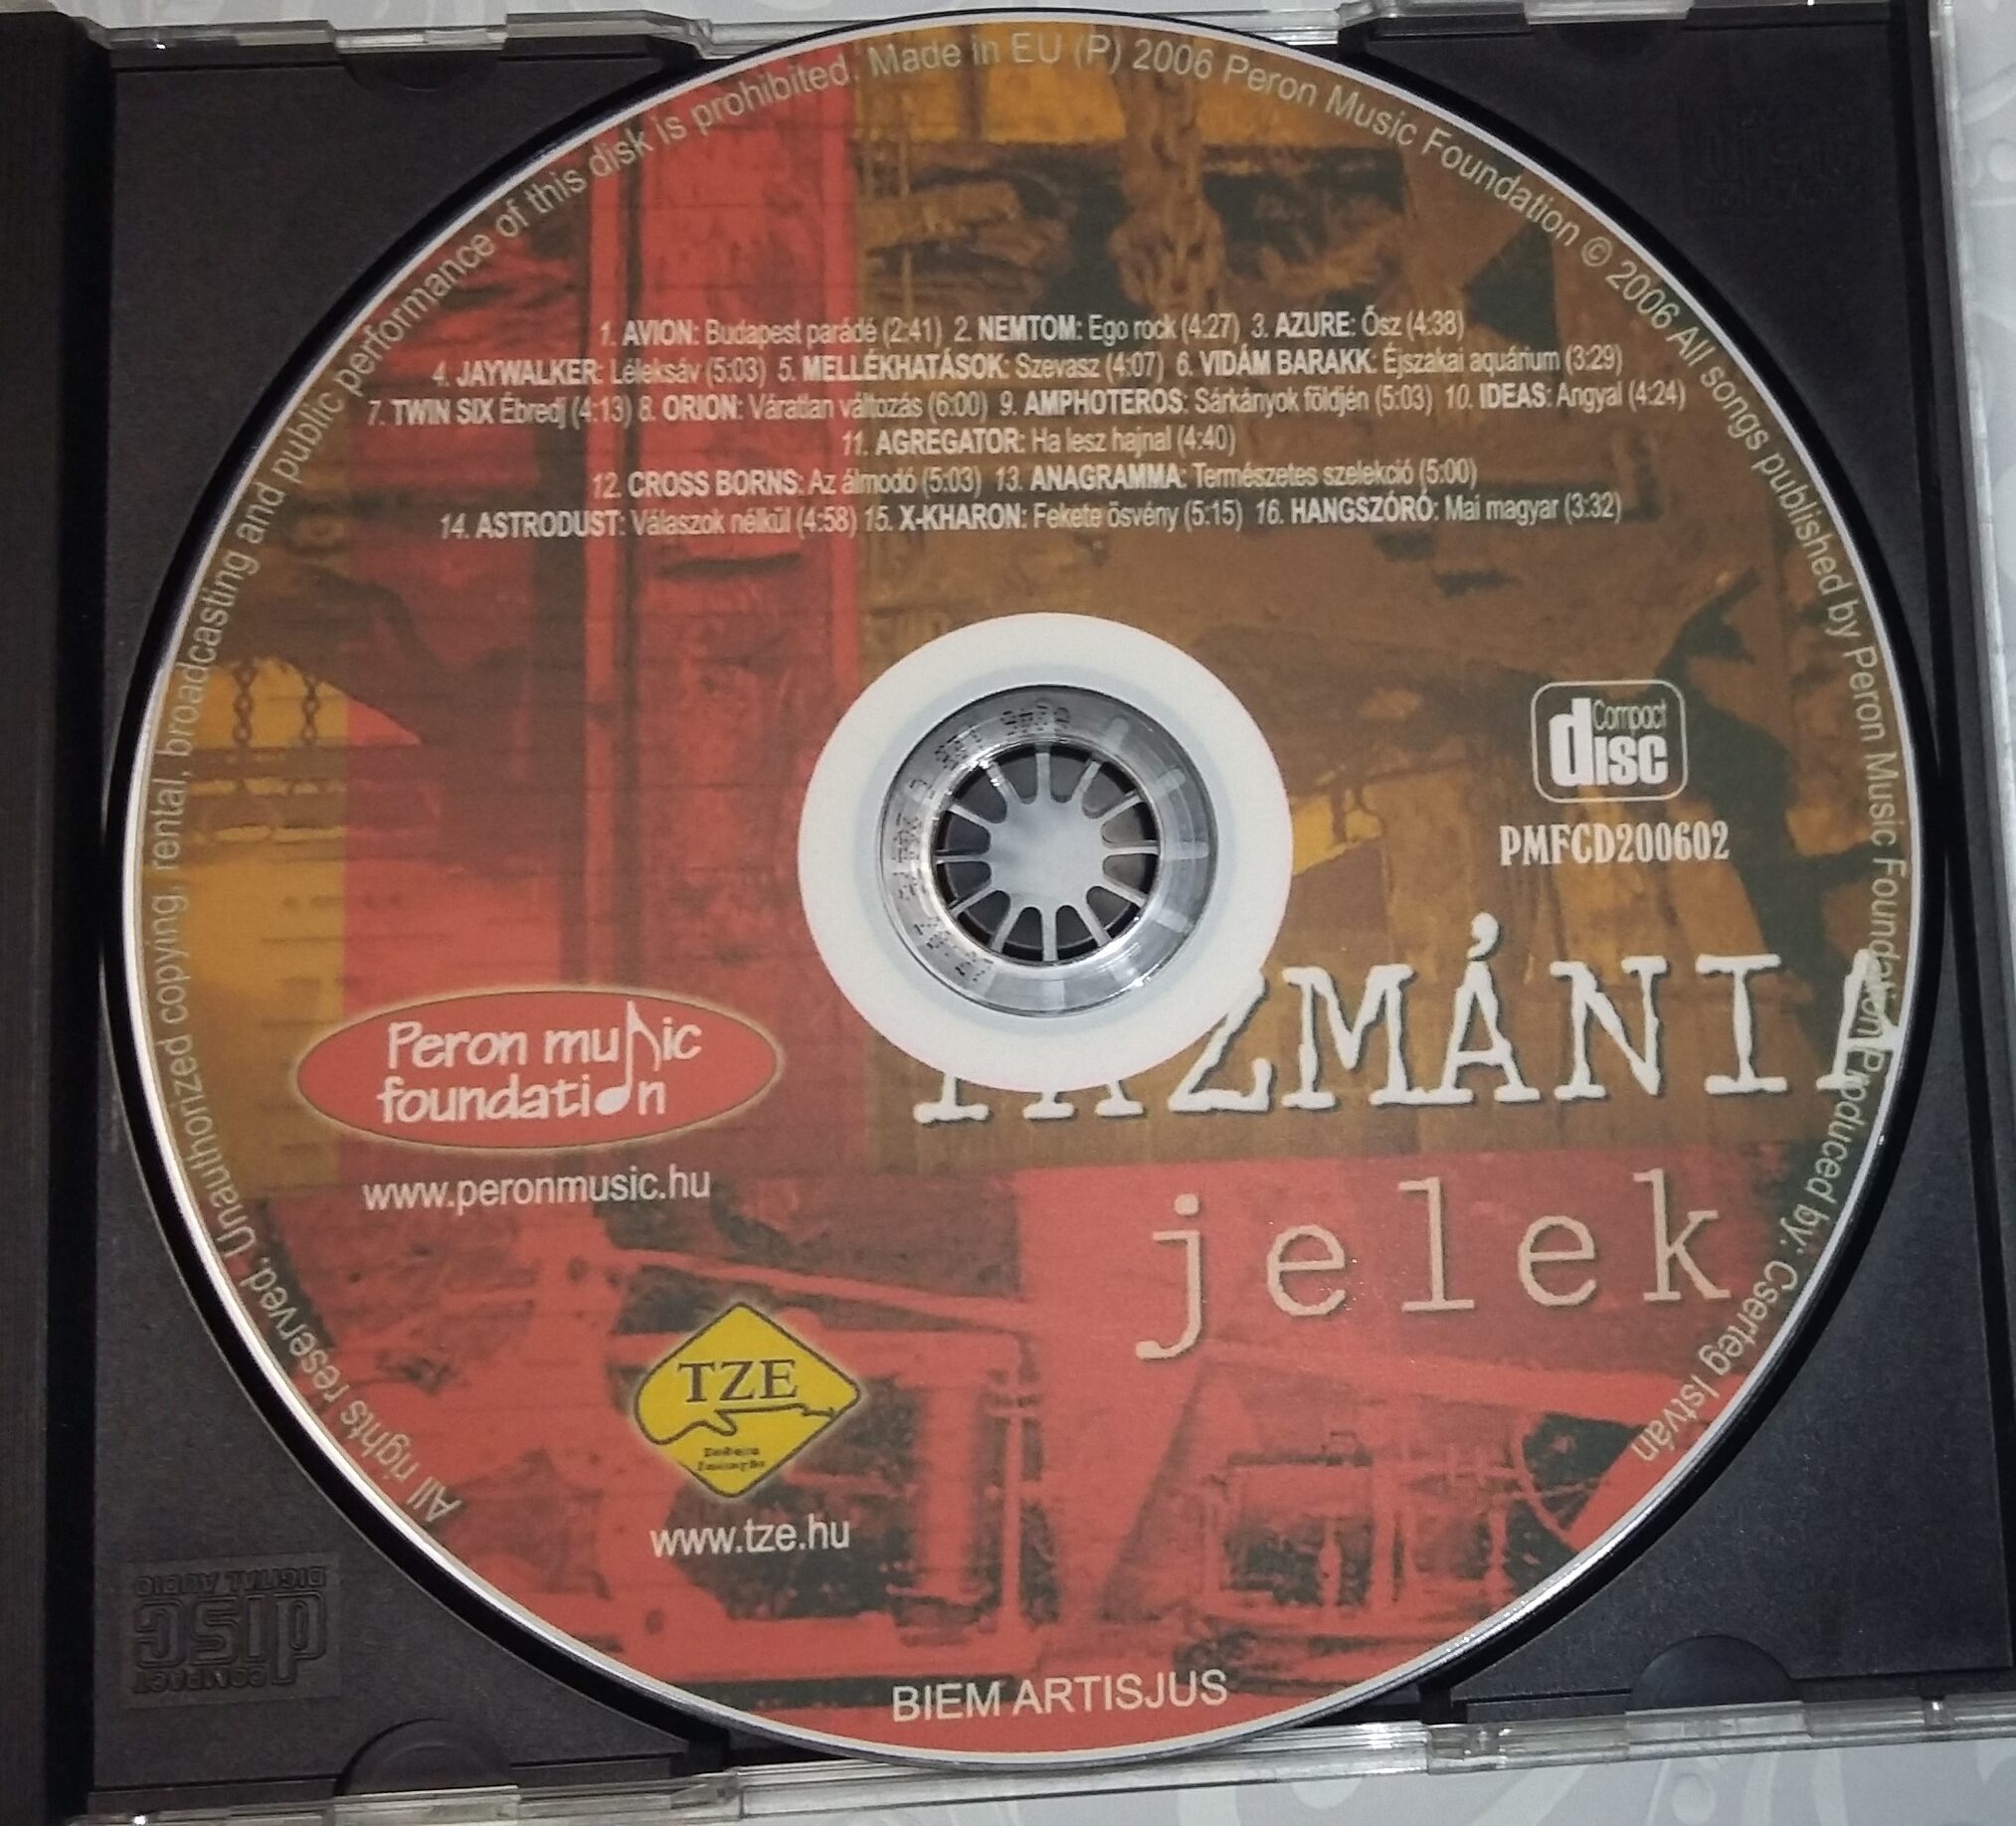 All rights reserved. Unauthorized copying, rental, broadcasting and public performance of this disk is prohibited. Made in EU (P) 2006 Peron Music Foundation © 2006 All songs published by Peron Music Foundation Produced by: Cserteg István
1. AVION: Budapest parádé (2:41) 2. NEMTOM: Ego rock (4:27) 3. AZURE: Ősz (4:38)
4. JAYWALKER: Léleksáv (5:03) 5. MELLÉKHATÁSOK: Szevasz (4:07) 6. VIDÁM BARAKK: Éjszakai aquárium (3:29)
7. TWIN SIX Ébredj (4:13) 8. ORION: Váratlan változás (6:00) 9. AMPHOTEROS: Sárkányok földjén (5:03) 10. IDEAS: Angyal (4:24)
11. AGREGATOR: Ha lesz hajnal (4:40)
12. CROSS BORNS: Az álmodó (5:03) 13. ANAGRAMMA: Természetes szelekció (5:00)
14. ASTRODUST: Válaszok nélkül (4:58) 15. X-KHARON: Fekete ösvény (5:15) 16. HANGSZÓRÓ: Mai magyar (3:32)
COMPACT
disc
PMFCD200602
TAZMÁNIA
jelek
Peron music
foundation
www.peronmusic.hu
TZE
www.tze.hu
BIEM ARTISJUS
COMPACT
disc
DIGITAL AUDIO